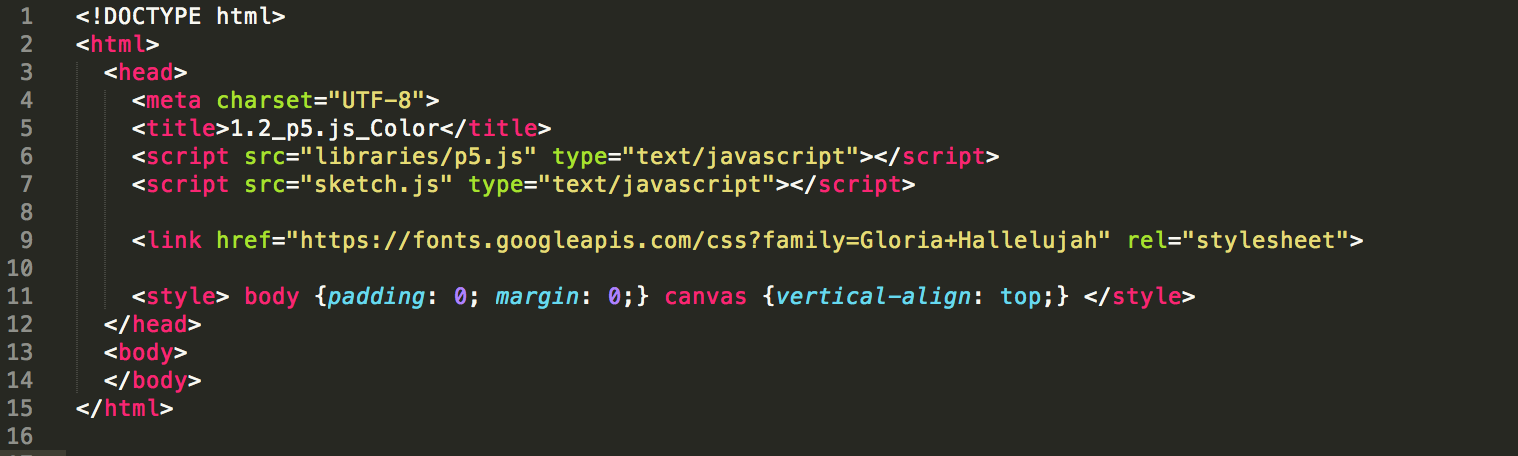 1 <!DOCTYPE html>
2 <html>
3 <head>
4 <meta charset="UTF-8">
5 <title>1.2_p5.js_Color</title>
6 <script src="libraries/p5.js" type="text/javascript"></script>
7 <script src="sketch.js" type="text/javascript"></script>
8
9 <link href="https://fonts.googleapis.com/css?family=Gloria+Hallelujah" rel="stylesheet">
10
11 <style> body {padding: 0; margin: 0;} canvas {vertical-align: top;} </style>
12 </head>
13 <body>
14 </body>
15 </html>
16